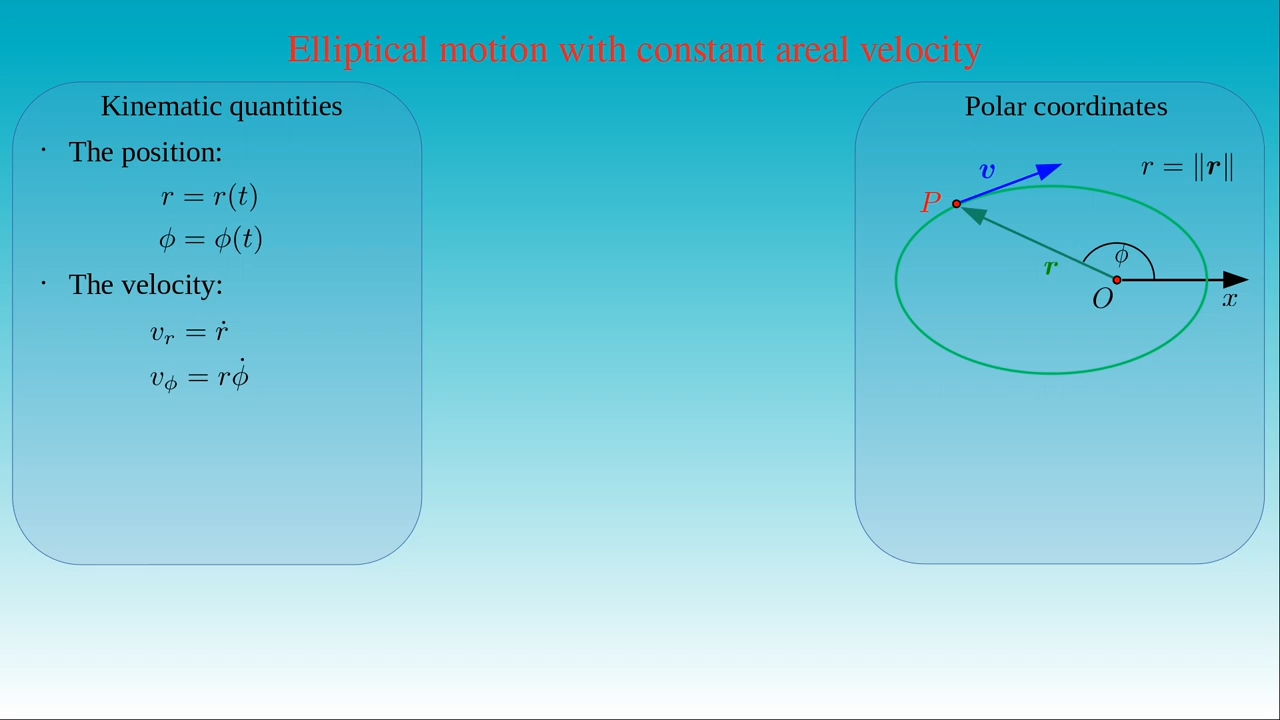 Elliptical motion with constant areal velocity
Kinematic quantities
· The position:
r = r(t)
ϕ = ϕ(t)
· The velocity:
v_r = ṙ
v_ϕ = rϕ̇
Polar coordinates
r = ‖r‖
v
P
ϕ
r
O
x